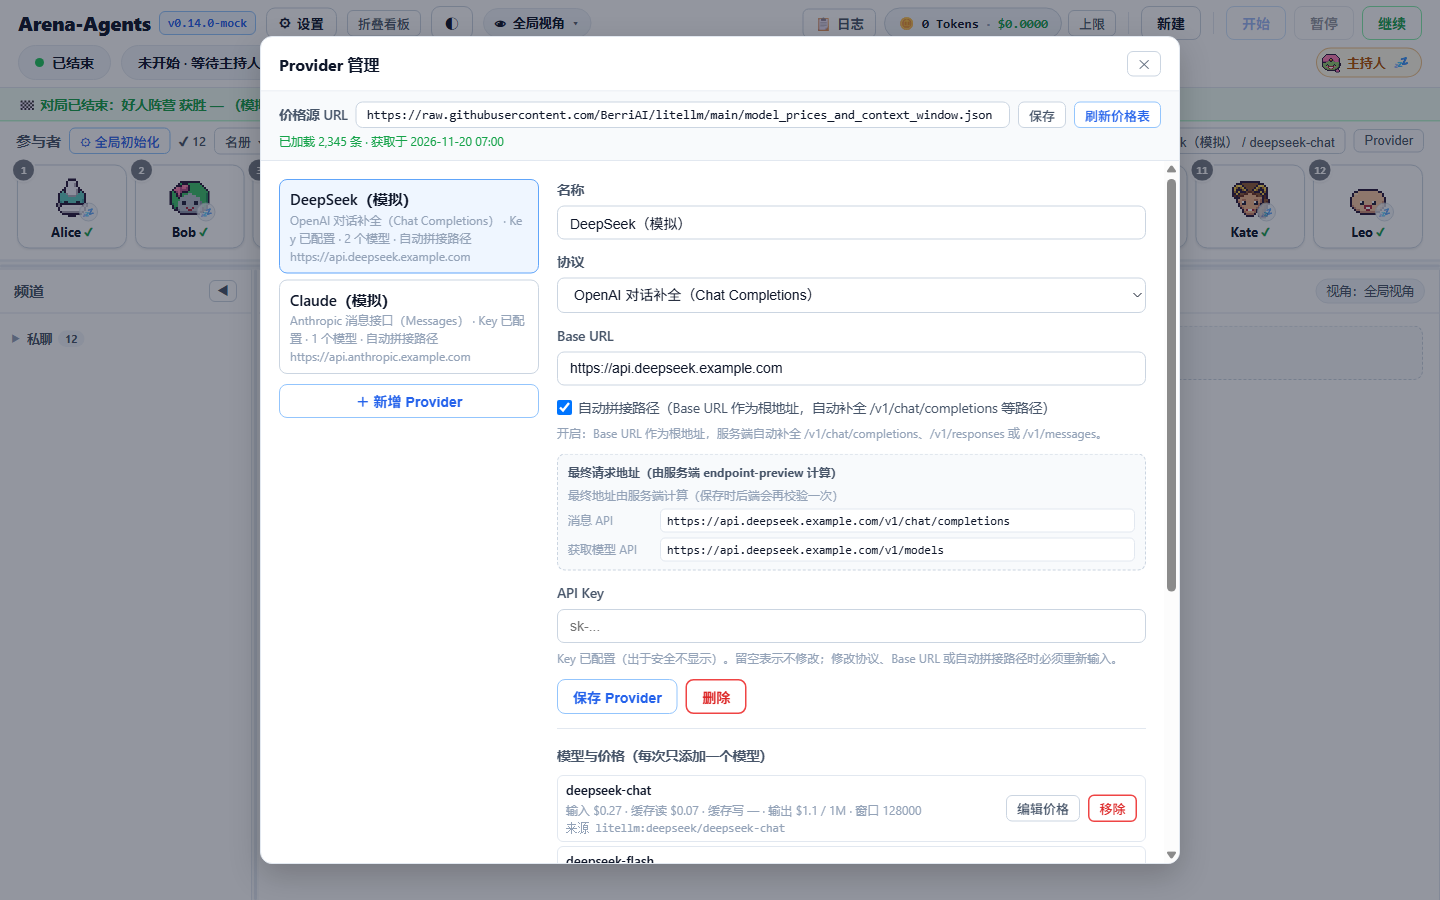 Arena-Agents
v0.14.0-mock
设置
折叠看板
全局视角
日志
0 Tokens · $0.0000
上限
新建
开始
暂停
继续
已结束
未开始 · 等待主持人
主持人
对局已结束：好人阵营 获胜 — （模拟
参与者
全局初始化
✓ 12
名册
k（模拟） / deepseek-chat
Provider
1
2
3
11
12
Alice ✓
Bob ✓
Kate ✓
Leo ✓
频道
视角：全局视角
私聊 12
Provider 管理
价格源 URL
https://raw.githubusercontent.com/BerriAI/litellm/main/model_prices_and_context_window.json
保存
刷新价格表
已加载 2,345 条 · 获取于 2026-11-20 07:00
DeepSeek（模拟）
OpenAI 对话补全（Chat Completions） · Ke
y 已配置 · 2 个模型 · 自动拼接路径
https://api.deepseek.example.com
Claude（模拟）
Anthropic 消息接口（Messages） · Key 已配
置 · 1 个模型 · 自动拼接路径
https://api.anthropic.example.com
＋ 新增 Provider
名称
DeepSeek（模拟）
协议
OpenAI 对话补全（Chat Completions）
Base URL
https://api.deepseek.example.com
自动拼接路径（Base URL 作为根地址，自动补全 /v1/chat/completions 等路径）
开启：Base URL 作为根地址，服务端自动补全 /v1/chat/completions、/v1/responses 或 /v1/messages。
最终请求地址（由服务端 endpoint-preview 计算）
最终地址由服务端计算（保存时后端会再校验一次）
消息 API
https://api.deepseek.example.com/v1/chat/completions
获取模型 API
https://api.deepseek.example.com/v1/models
API Key
sk-...
Key 已配置（出于安全不显示）。留空表示不修改；修改协议、Base URL 或自动拼接路径时必须重新输入。
保存 Provider
删除
模型与价格（每次只添加一个模型）
deepseek-chat
输入 $0.27 · 缓存读 $0.07 · 缓存写 — · 输出 $1.1 / 1M · 窗口 128000
来源 litellm:deepseek/deepseek-chat
编辑价格
移除
deepseek-flash